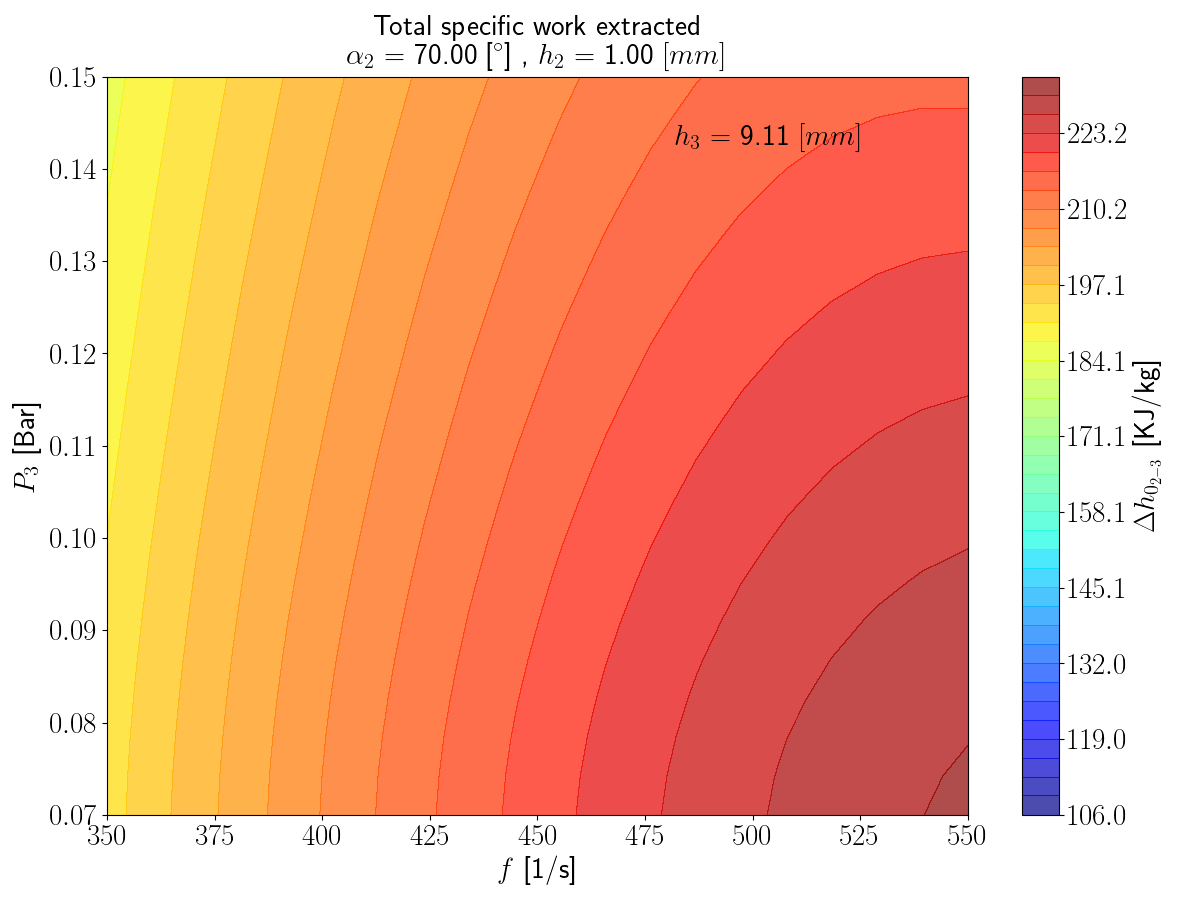 Total specific work extracted
α₂ = 70.00 [°] , h₂ = 1.00 [mm]
h₃ = 9.11 [mm]
0.15
0.14
0.13
0.12
0.11
0.10
0.09
0.08
0.07
P₃ [Bar]
350 375 400 425 450 475 500 525 550
f [1/s]
223.2
210.2
197.1
184.1
171.1
158.1
145.1
132.0
119.0
106.0
Δh₀₂₋₃ [KJ/kg]